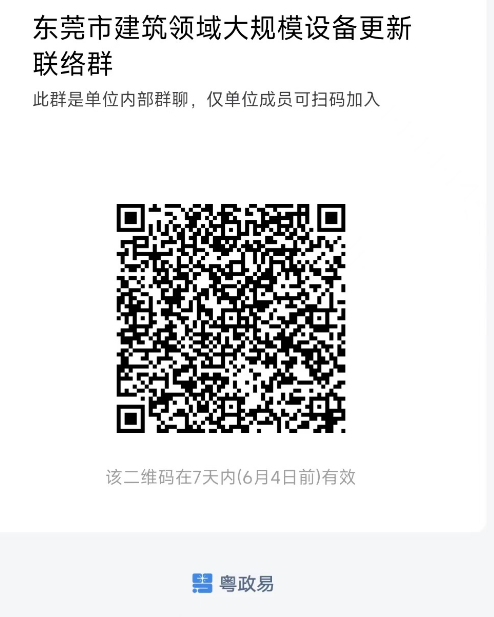 东莞市建筑领域大规模设备更新
联络群
此群是单位内部群聊，仅单位成员可扫码加入
该二维码在7天内(6月4日前)有效
粤政易